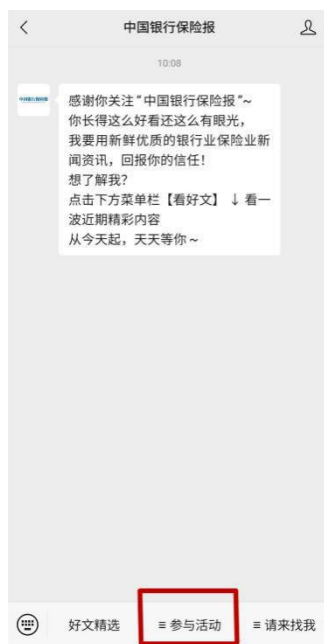 中国银行保险报
10:08
感谢你关注“中国银行保险报”~
你长得这么好看还这么有眼光，
我要用新鲜优质的银行业保险业新
闻资讯，回报你的信任！
想了解我？
点击下方菜单栏【看好文】↓看一
波近期精彩内容
从今天起，天天等你~
好文精选
≡参与活动
≡请来找我